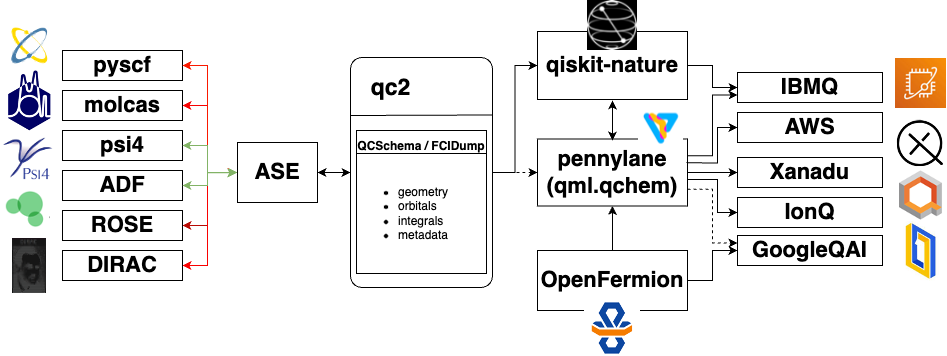 pyscf
molcas
psi4
ADF
ROSE
DIRAC
PSI4
ASE
qc2
QCSchema / FCIDump
geometry
orbitals
integrals
metadata
qiskit-nature
pennylane
(qml.qchem)
OpenFermion
IBMQ
AWS
Xanadu
IonQ
GoogleQAI